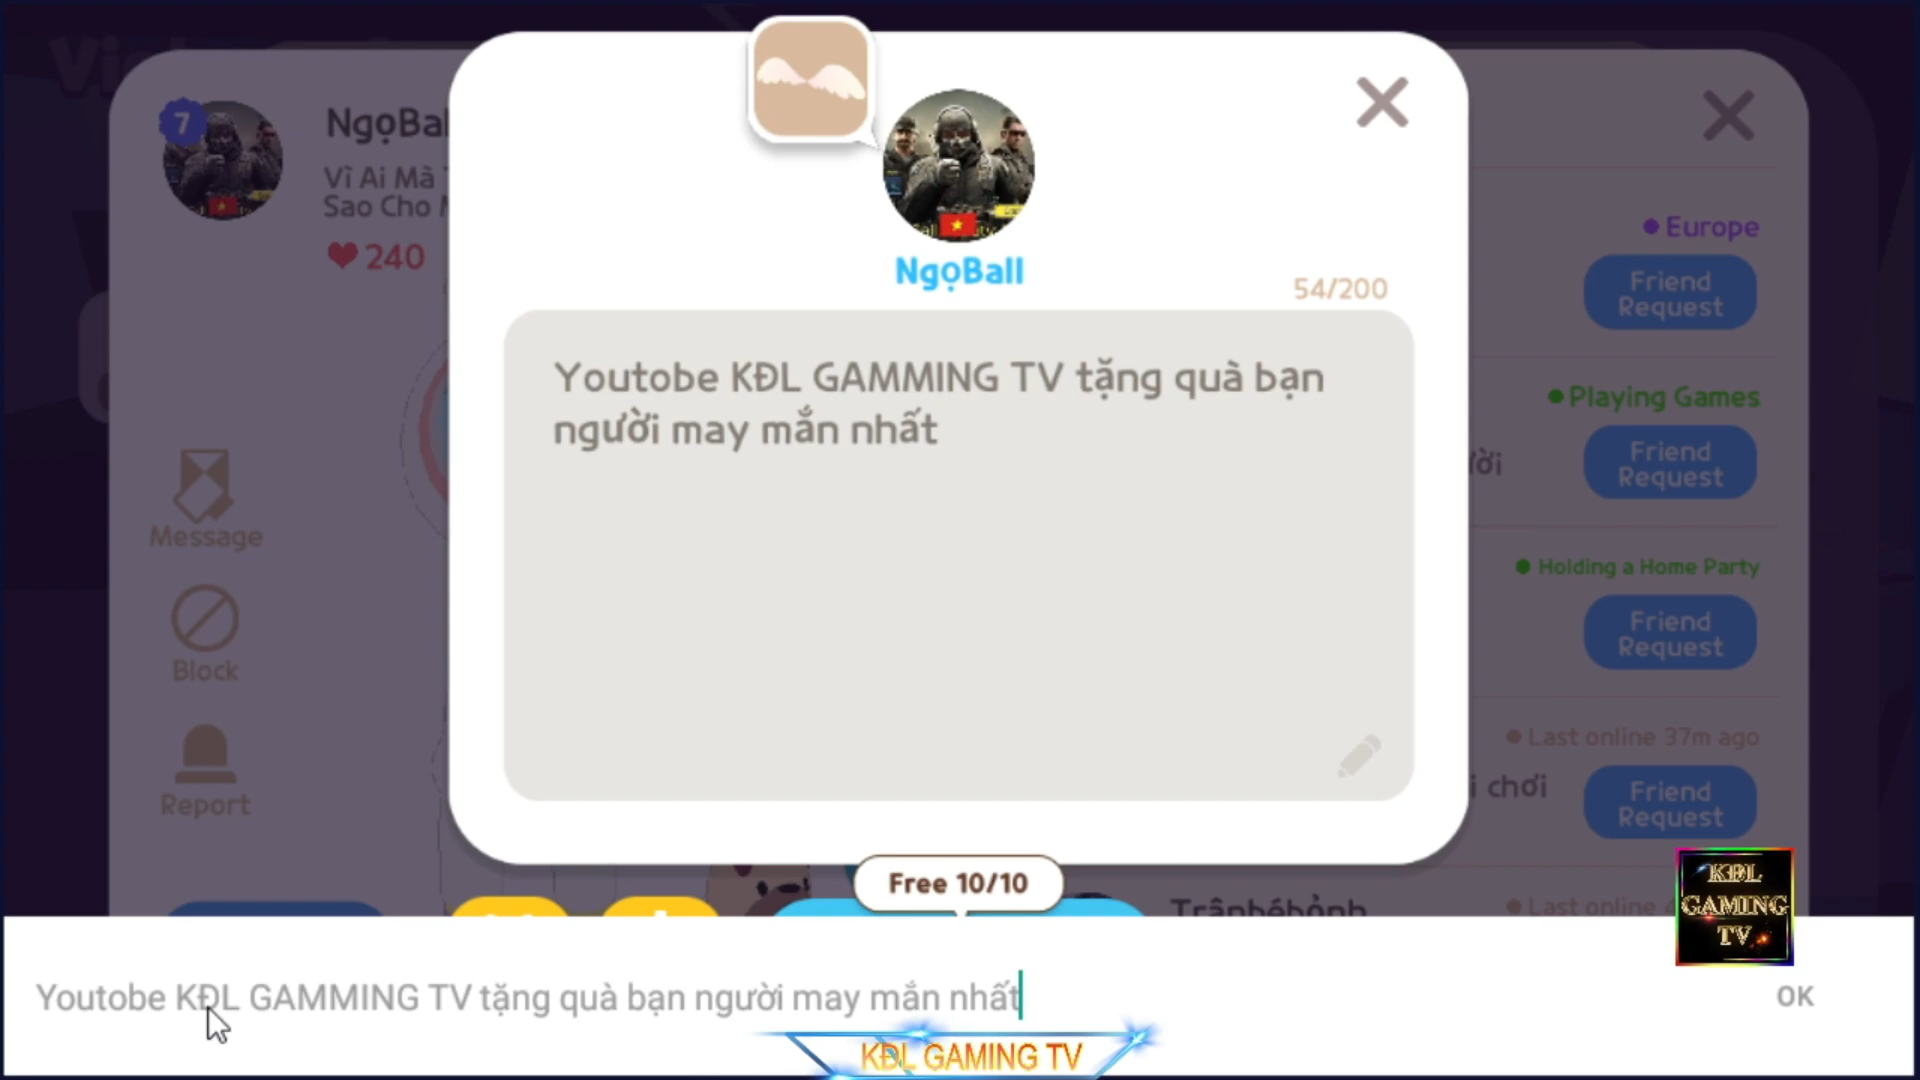 7
NgọBal
Vì Ai Mà
Sao Cho
240
Message
Block
Report
NgọBall
54/200
Youtobe KĐL GAMMING TV tặng quà bạn
người may mắn nhất
Europe
Friend
Request
Playing Games
Friend
Request
Holding a Home Party
Friend
Request
Last online 37m ago
i chơi
Friend
Request
Free 10/10
Trânbébỏnh
Last online
KĐL
GAMING
TV
Youtobe KĐL GAMMING TV tặng quà bạn người may mắn nhất
OK
KĐL GAMING TV